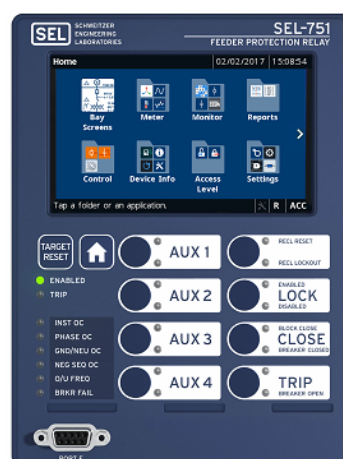 SEL SCHWEITZER ENGINEERING LABORATORIES
SEL-751
FEEDER PROTECTION RELAY
Home 02/02/2017 15:08:54
Bay Screens
Meter
Monitor
Reports
Control
Device Info
Access Level
Settings
Tap a folder or an application. R ACC
TARGET RESET
ENABLED
TRIP
INST OC
PHASE OC
GND/NEU OC
NEG SEQ OC
O/U FREQ
BRKR FAIL
AUX 1
RECL RESET
RECL LOCKOUT
AUX 2
ENABLED
LOCK
DISABLED
AUX 3
BLOCK CLOSE
CLOSE
BREAKER CLOSED
AUX 4
TRIP
BREAKER OPEN
PORT F